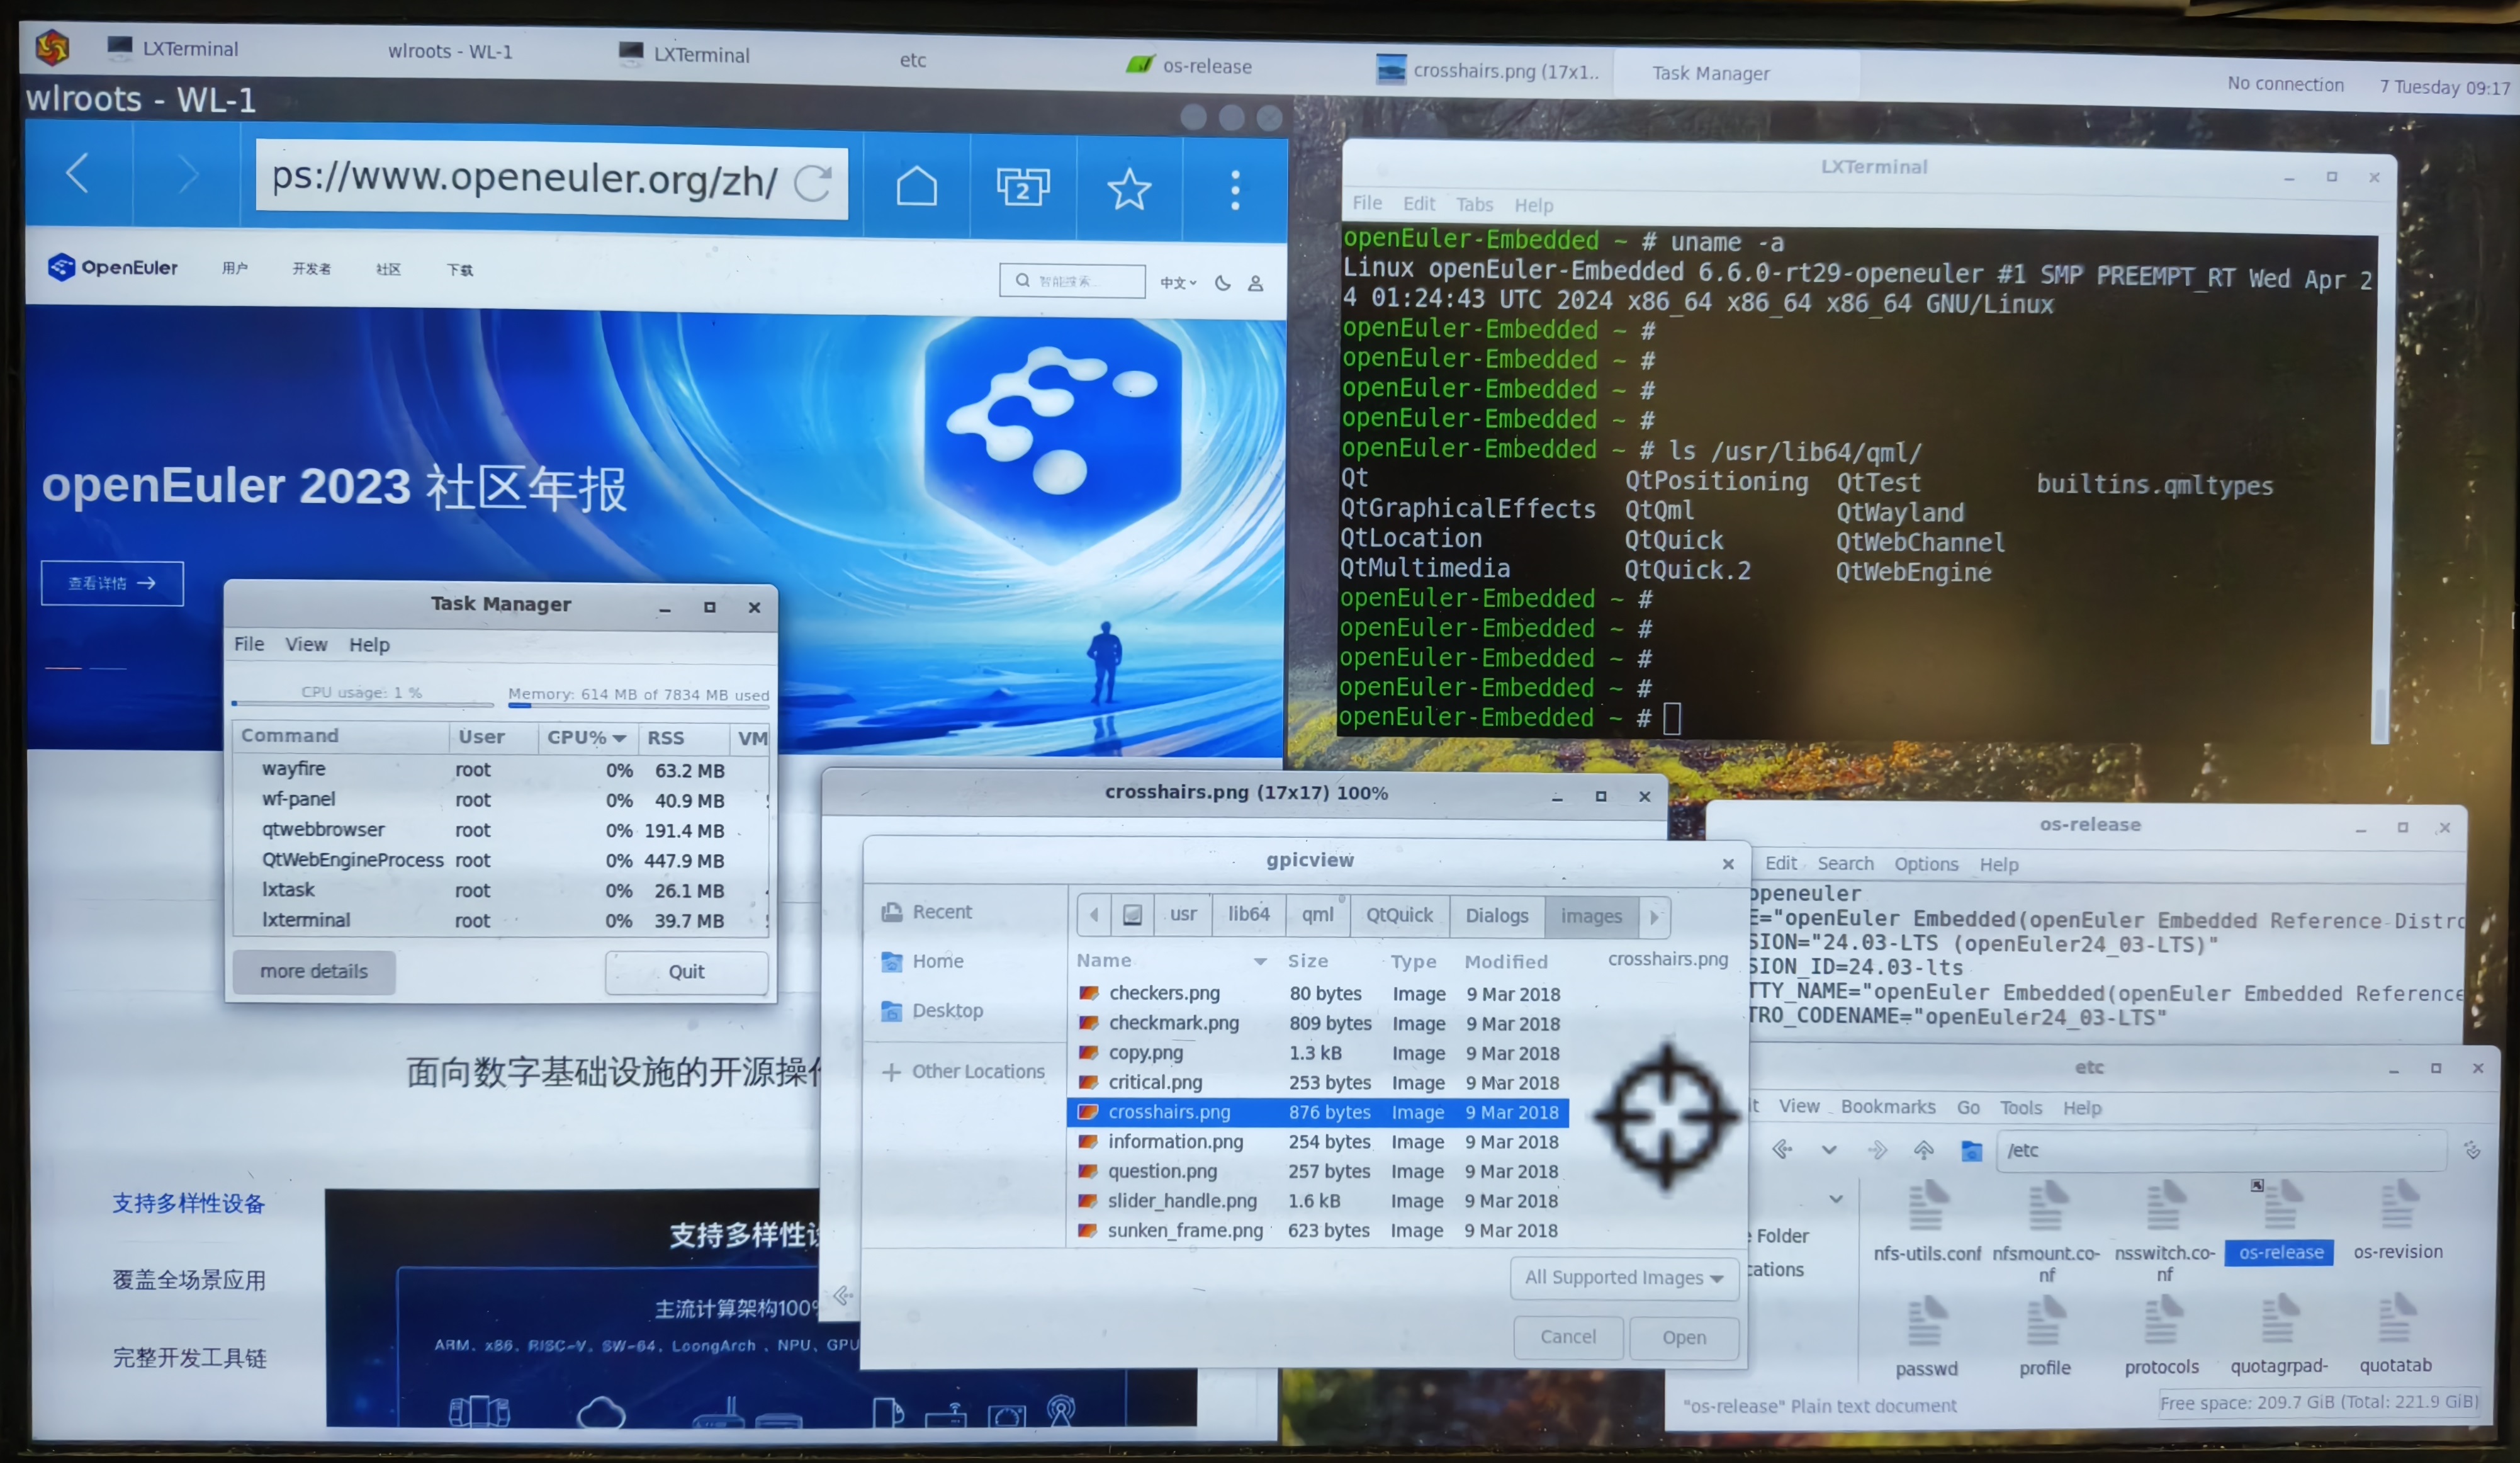 LXTerminal
wlroots - WL-1
LXTerminal
etc
os-release
crosshairs.png (17x1..
Task Manager
No connection
7 Tuesday 09:17
wlroots - WL-1
ps://www.openeuler.org/zh/
2
OpenEuler
用户
开发者
社区
下载
智能搜索...
中文
openEuler 2023 社区年报
查看详情
面向数字基础设施的开源操作
支持多样性设备
覆盖全场景应用
完整开发工具链
支持多样性设
主流计算架构100%
ARM、x86、RISC-V、SW-64、LoongArch 、NPU、GPU
LXTerminal
File Edit Tabs Help
openEuler-Embedded ~ # uname -a
Linux openEuler-Embedded 6.6.0-rt29-openeuler #1 SMP PREEMPT_RT Wed Apr 2
4 01:24:43 UTC 2024 x86_64 x86_64 x86_64 GNU/Linux
openEuler-Embedded ~ #
openEuler-Embedded ~ #
openEuler-Embedded ~ #
openEuler-Embedded ~ #
openEuler-Embedded ~ # ls /usr/lib64/qml/
Qt QtPositioning QtTest builtins.qmltypes
QtGraphicalEffects QtQml QtWayland
QtLocation QtQuick QtWebChannel
QtMultimedia QtQuick.2 QtWebEngine
openEuler-Embedded ~ #
openEuler-Embedded ~ #
openEuler-Embedded ~ #
openEuler-Embedded ~ #
openEuler-Embedded ~ #
Task Manager
File View Help
CPU usage: 1 % Memory: 614 MB of 7834 MB used
Command User CPU% RSS VM
wayfire root 0% 63.2 MB
wf-panel root 0% 40.9 MB
qtwebbrowser root 0% 191.4 MB
QtWebEngineProcess root 0% 447.9 MB
lxtask root 0% 26.1 MB
lxterminal root 0% 39.7 MB
more details Quit
crosshairs.png (17x17) 100%
gpicview
Recent
Home
Desktop
Other Locations
usr lib64 qml QtQuick Dialogs images
Name Size Type Modified
checkers.png 80 bytes Image 9 Mar 2018
checkmark.png 809 bytes Image 9 Mar 2018
copy.png 1.3 kB Image 9 Mar 2018
critical.png 253 bytes Image 9 Mar 2018
crosshairs.png 876 bytes Image 9 Mar 2018
information.png 254 bytes Image 9 Mar 2018
question.png 257 bytes Image 9 Mar 2018
slider_handle.png 1.6 kB Image 9 Mar 2018
sunken_frame.png 623 bytes Image 9 Mar 2018
crosshairs.png
All Supported Images
Cancel Open
os-release
Edit Search Options Help
openeuler
E="openEuler Embedded(openEuler Embedded Reference Distro
SION="24.03-LTS (openEuler24_03-LTS)"
SION_ID=24.03-lts
TTY_NAME="openEuler Embedded(openEuler Embedded Reference
TRO_CODENAME="openEuler24_03-LTS"
etc
it View Bookmarks Go Tools Help
/etc
Folder
cations
nfs-utils.conf nfsmount.co-nf nsswitch.co-nf os-release os-revision
passwd profile protocols quotagrpad- quotatab
"os-release" Plain text document
Free space: 209.7 GiB (Total: 221.9 GiB)